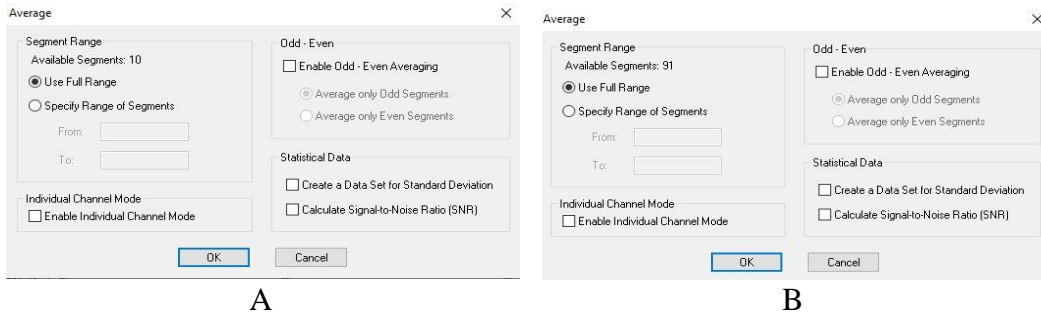 Average
Segment Range
Available Segments: 10
Use Full Range
Specify Range of Segments
From:
To:
Individual Channel Mode
Enable Individual Channel Mode
Odd - Even
Enable Odd - Even Averaging
Average only Odd Segments
Average only Even Segments
Statistical Data
Create a Data Set for Standard Deviation
Calculate Signal-to-Noise Ratio (SNR)
OK
Cancel
A
Average
Segment Range
Available Segments: 91
Use Full Range
Specify Range of Segments
From:
To:
Individual Channel Mode
Enable Individual Channel Mode
Odd - Even
Enable Odd - Even Averaging
Average only Odd Segments
Average only Even Segments
Statistical Data
Create a Data Set for Standard Deviation
Calculate Signal-to-Noise Ratio (SNR)
OK
Cancel
B